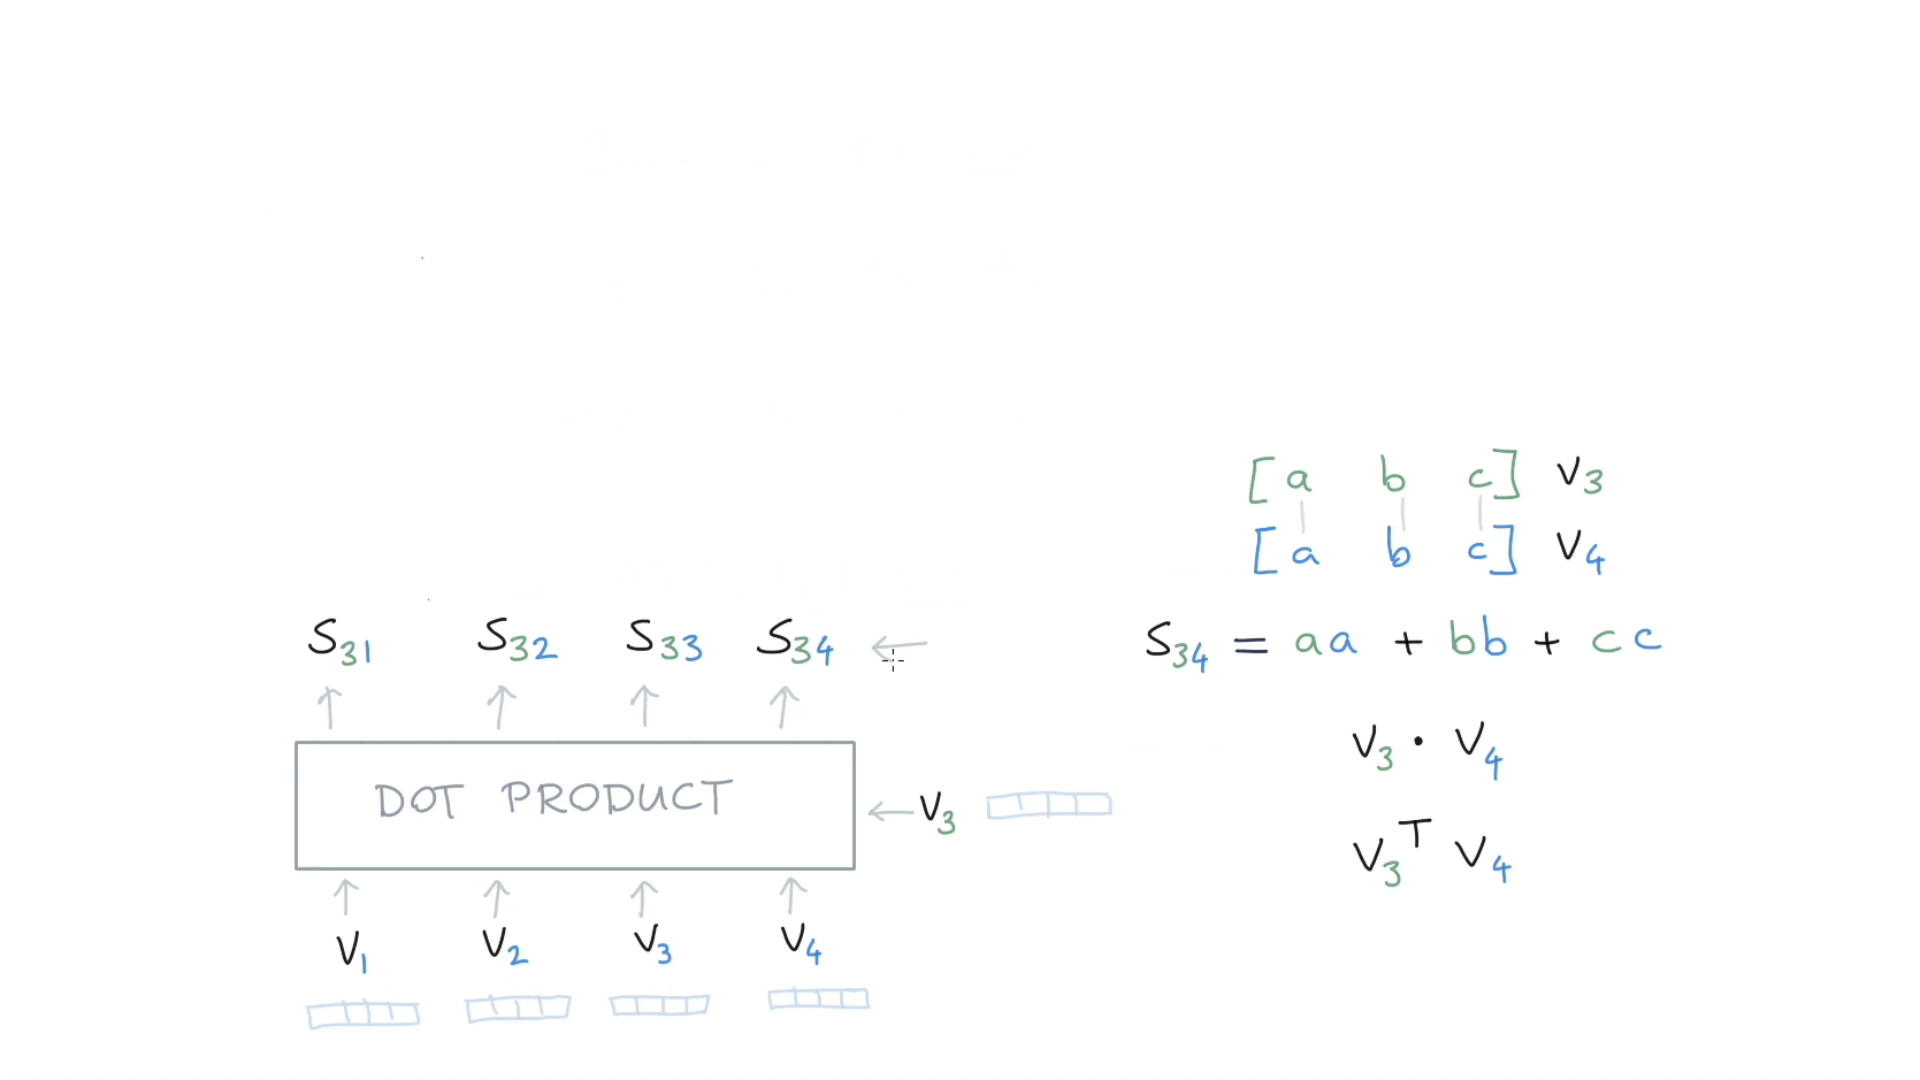 [a b c] V₃
[a b c] V₄
S₃₁ S₃₂ S₃₃ S₃₄ ← S₃₄ = aa + bb + cc
↑ ↑ ↑ ↑
V₃ · V₄
DOT PRODUCT ← V₃
V₃ᵀ V₄
↑ ↑ ↑ ↑
V₁ V₂ V₃ V₄